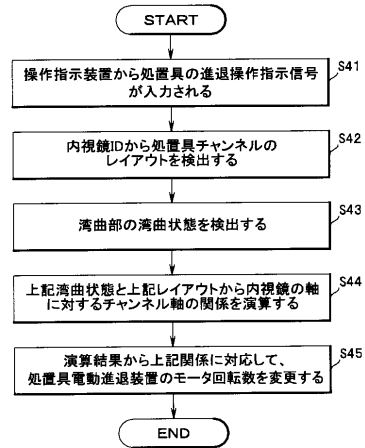 START
S41
操作指示装置から処置具の進退操作指示信号
が入力される
S42
内視鏡IDから処置具チャンネルの
レイアウトを検出する
S43
湾曲部の湾曲状態を検出する
S44
上記湾曲状態と上記レイアウトから内視鏡の軸
に対するチャンネル軸の関係を演算する
S45
演算結果から上記関係に対応して、
処置具電動進退装置のモータ回転数を変更する
END